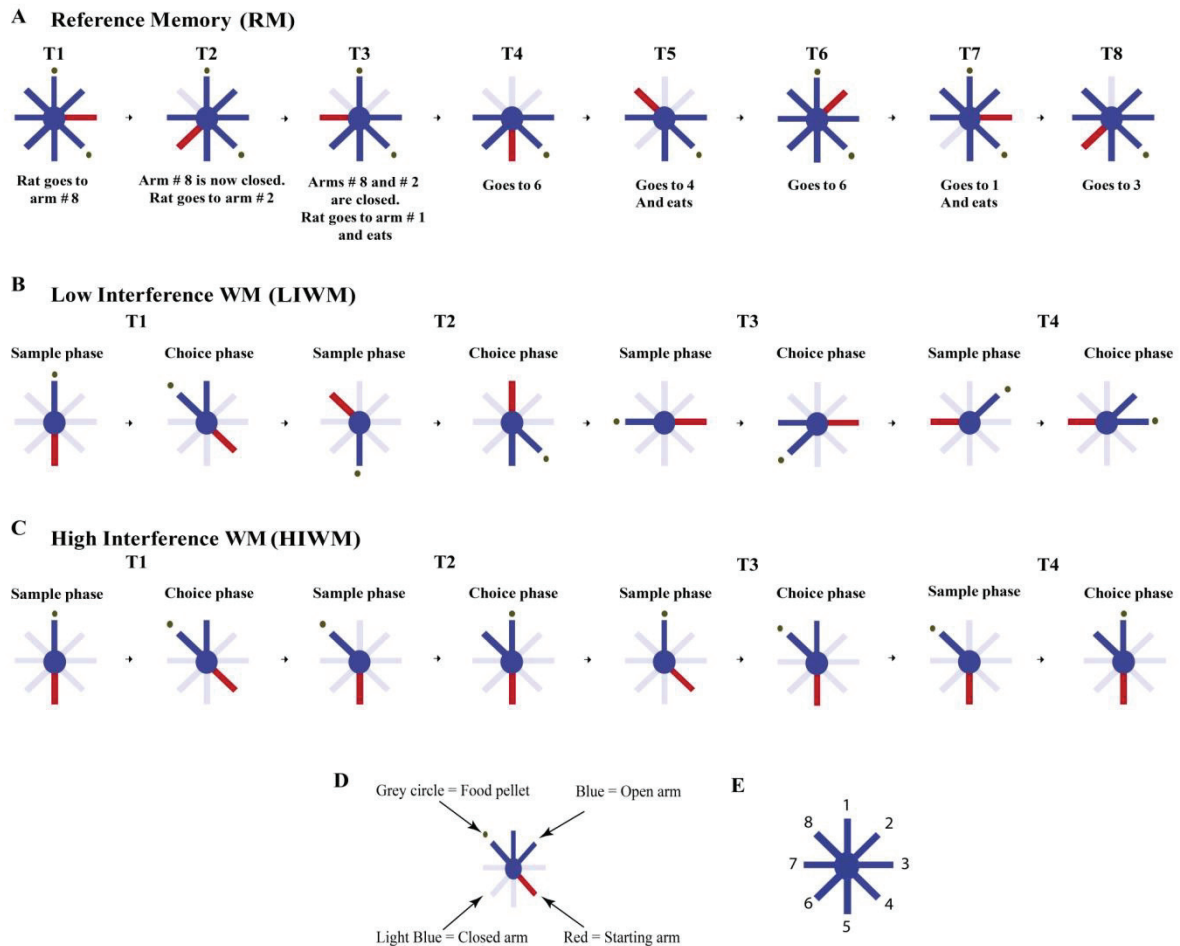 A Reference Memory (RM)
T1 T2 T3 T4 T5 T6 T7 T8
Rat goes to
arm # 8
Arm # 8 is now closed.
Rat goes to arm # 2
Arms # 8 and # 2
are closed.
Rat goes to arm # 1
and eats
Goes to 6
Goes to 4
And eats
Goes to 6
Goes to 1
And eats
Goes to 3
B Low Interference WM (LIWM)
T1 T2 T3 T4
Sample phase Choice phase Sample phase Choice phase Sample phase Choice phase Sample phase Choice phase
C High Interference WM (HIWM)
T1 T2 T3 T4
Sample phase Choice phase Sample phase Choice phase Sample phase Choice phase Sample phase Choice phase
D
Grey circle = Food pellet
Blue = Open arm
Light Blue = Closed arm
Red = Starting arm
E
1
8 2
7 3
6 4
5